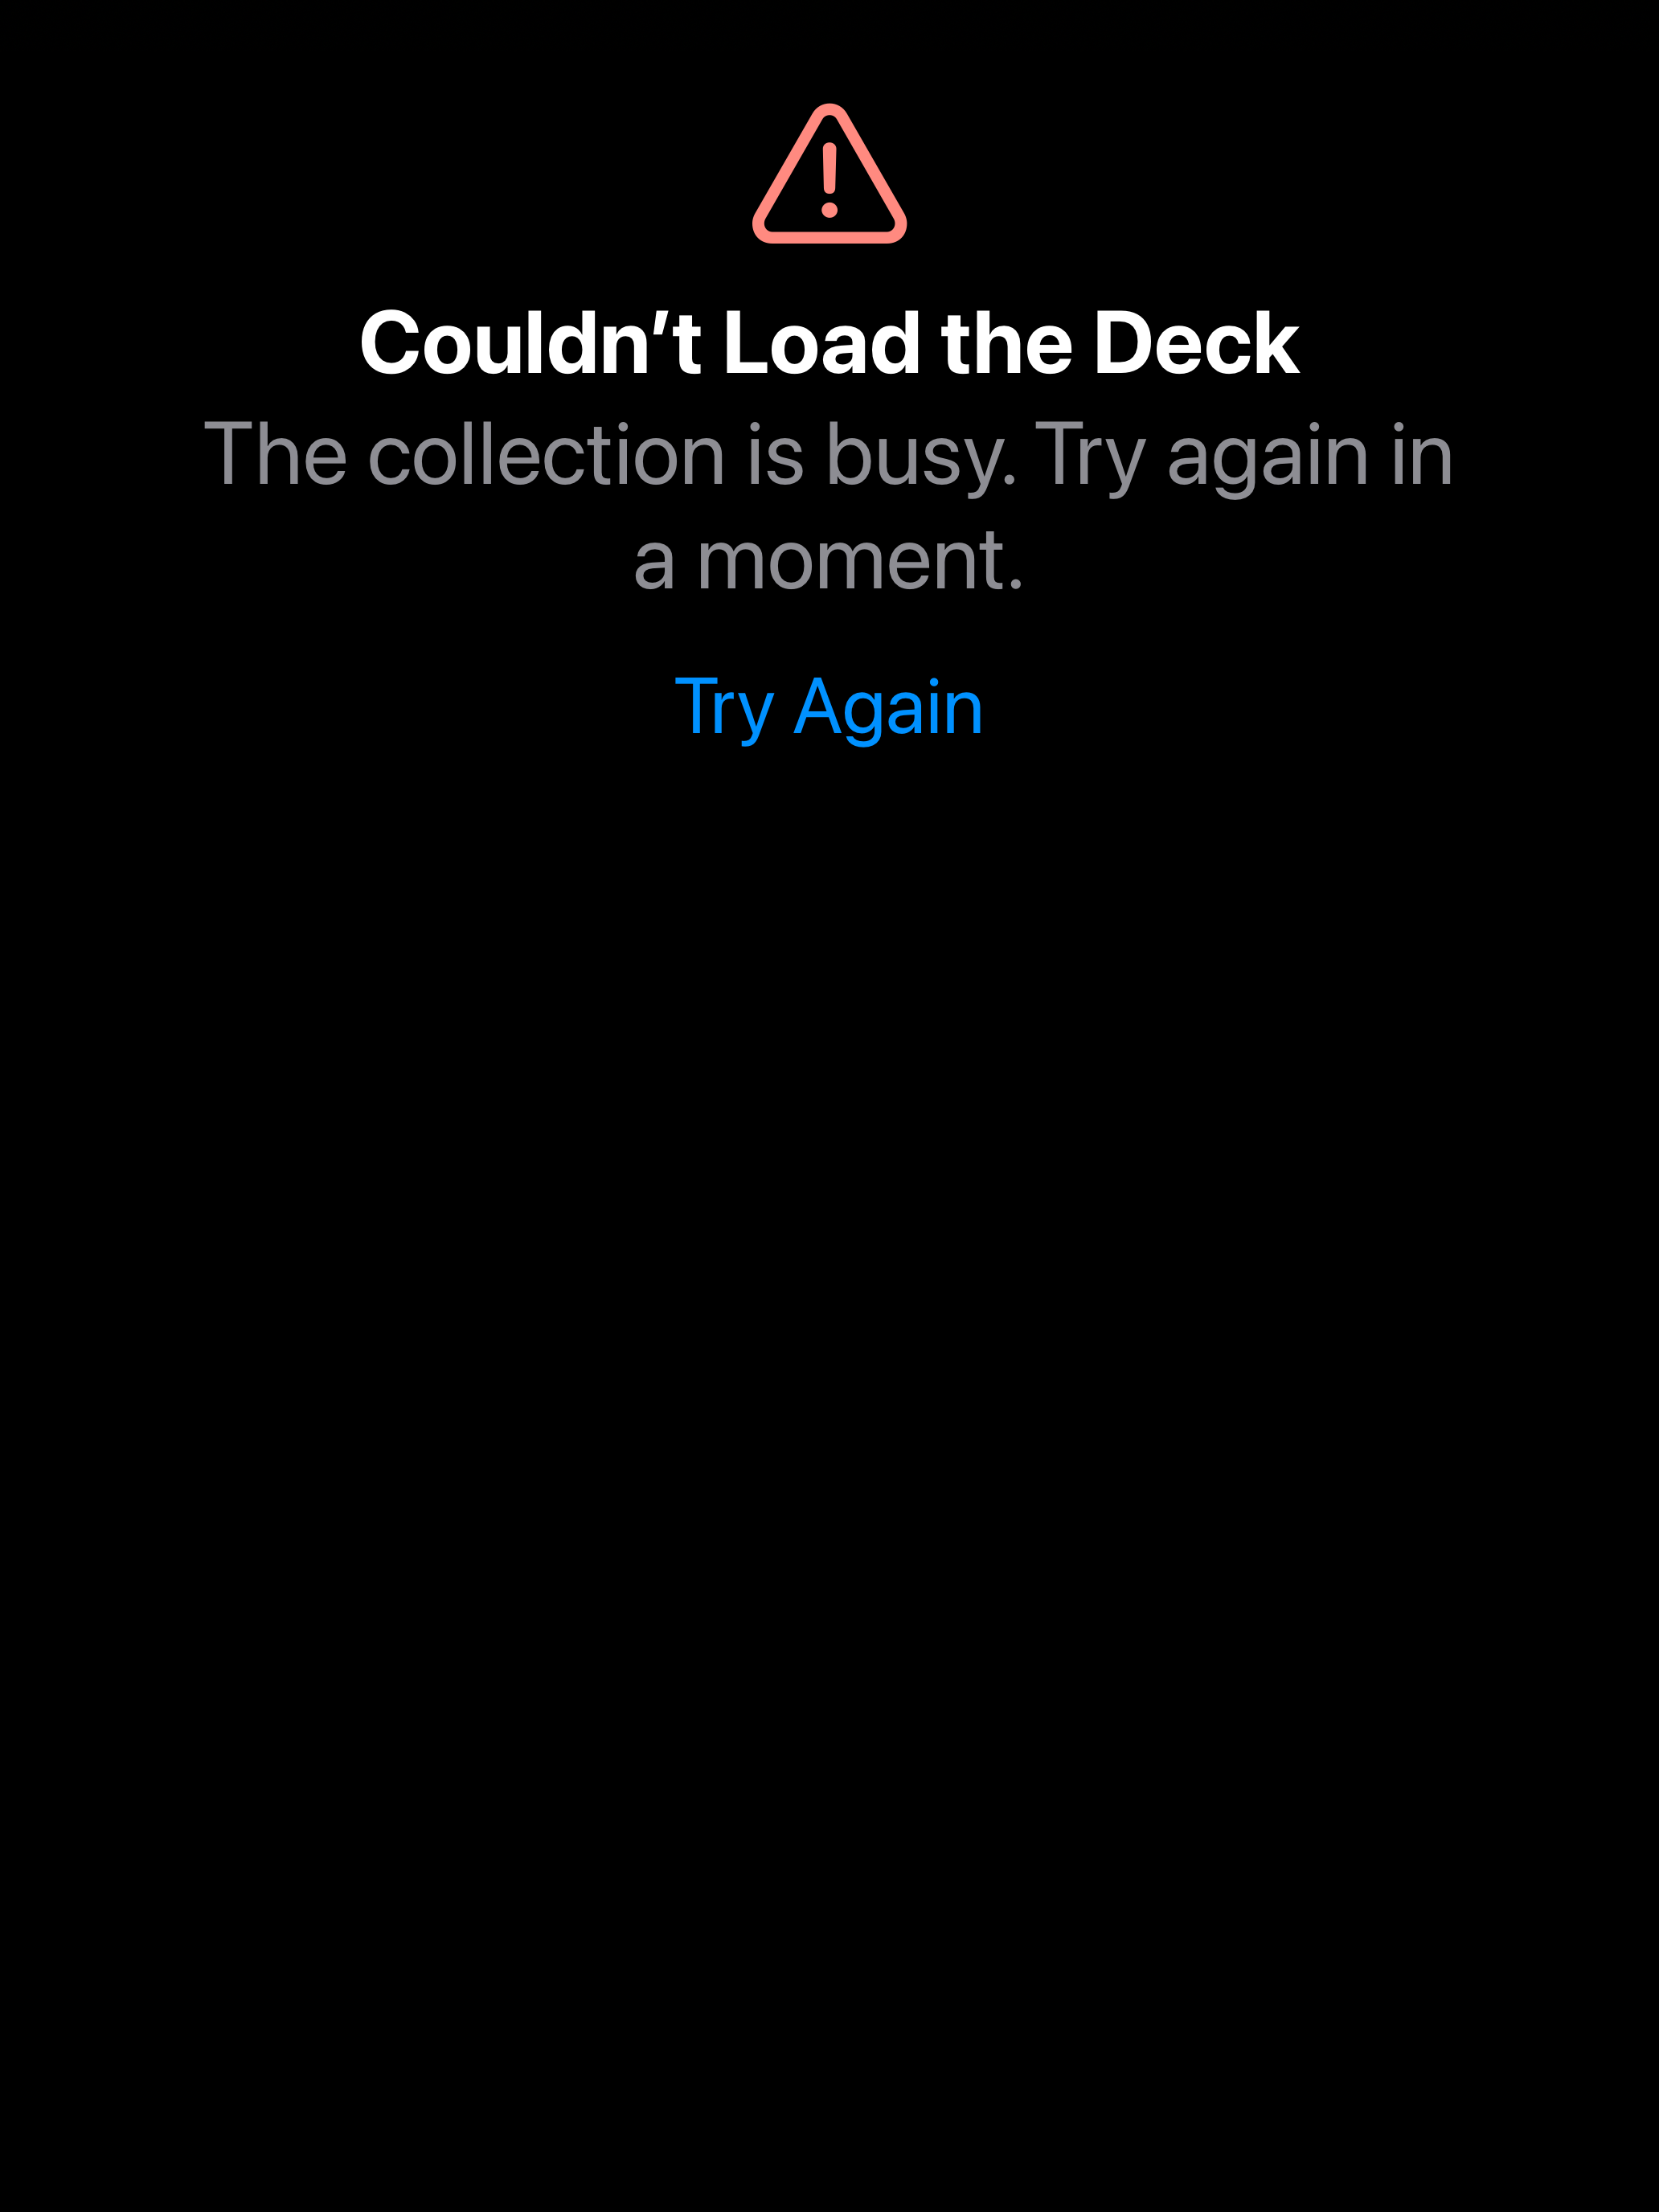 Couldn’t Load the Deck
The collection is busy. Try again in
a moment.
Try Again